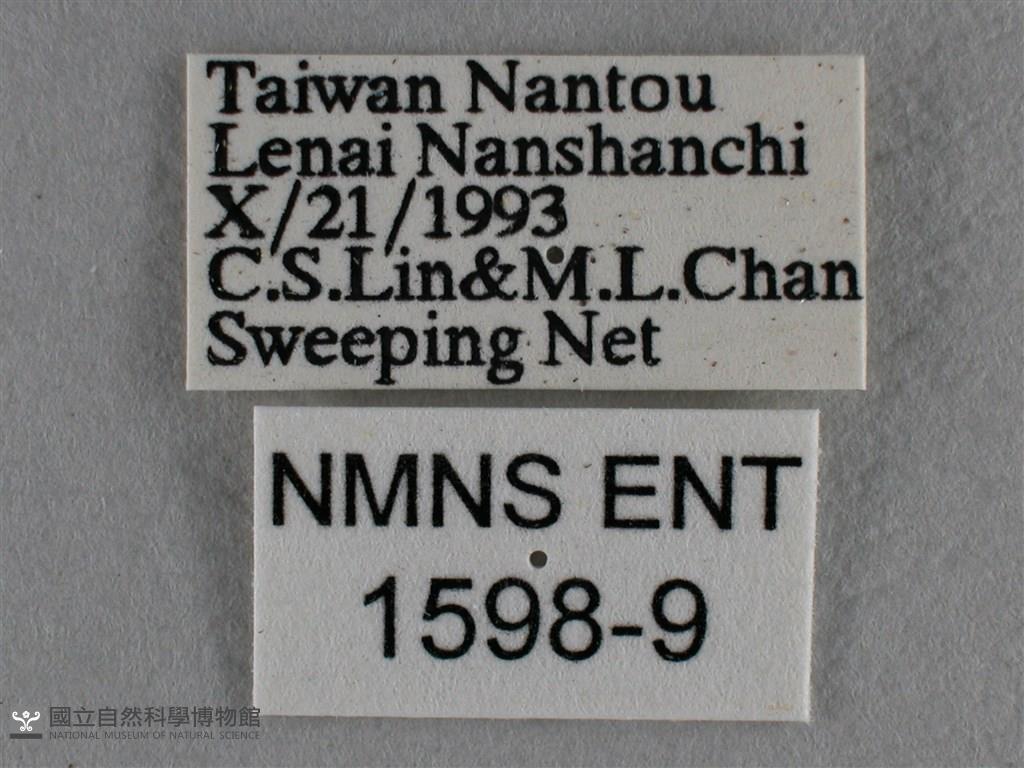 Taiwan Nantou
Lenai Nanshanchi
X/21/1993
C.S.Lin&M.L.Chan
Sweeping Net
NMNS ENT
1598-9
國立自然科學博物館
NATIONAL MUSEUM OF NATURAL SCIENCE